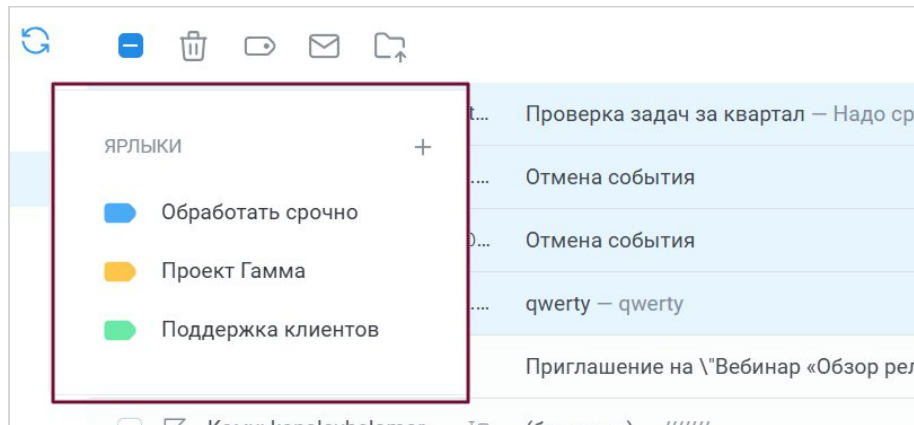 Проверка задач за квартал — Надо ср
ЯРЛЫКИ
Отмена события
Обработать срочно
Отмена события
Проект Гамма
qwerty — qwerty
Поддержка клиентов
Приглашение на \"Вебинар «Обзор рел